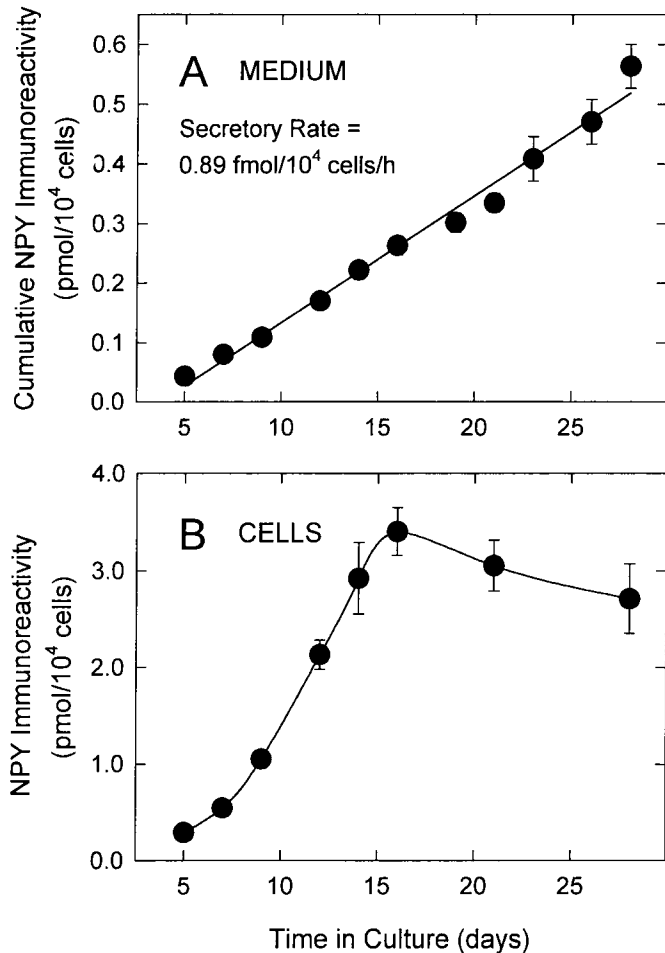 Cumulative NPY Immunoreactivity
(pmol/10⁴ cells)
0.6
0.5
0.4
0.3
0.2
0.1
0.0
A MEDIUM
Secretory Rate =
0.89 fmol/10⁴ cells/h
5 10 15 20 25
NPY Immunoreactivity
(pmol/10⁴ cells)
4.0
3.0
2.0
1.0
0.0
B CELLS
5 10 15 20 25
Time in Culture (days)